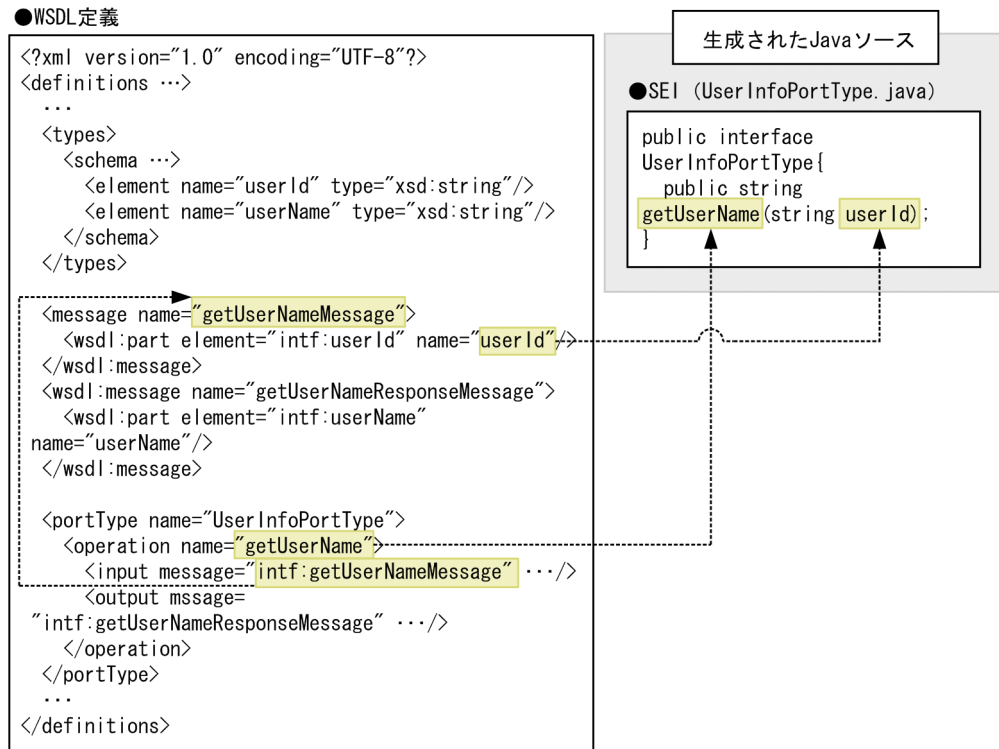 ●WSDL定義
<?xml version="1.0" encoding="UTF-8"?>
<definitions …>
...
<types>
<schema …>
<element name="userId" type="xsd:string"/>
<element name="userName" type="xsd:string"/>
</schema>
</types>
<message name="getUserNameMessage">
<wsdl:part element="intf:userId" name="userId"/>
</wsdl:message>
<wsdl:message name="getUserNameResponseMessage">
<wsdl:part element="intf:userName"
name="userName"/>
</wsdl:message>
<portType name="UserInfoPortType">
<operation name="getUserName">
<input message="intf:getUserNameMessage" …/>
<output mssage=
"intf:getUserNameResponseMessage" …/>
</operation>
</portType>
...
</definitions>
生成されたJavaソース
●SEI (UserInfoPortType.java)
public interface
UserInfoPortType{
public string
getUserName(string userId);
}